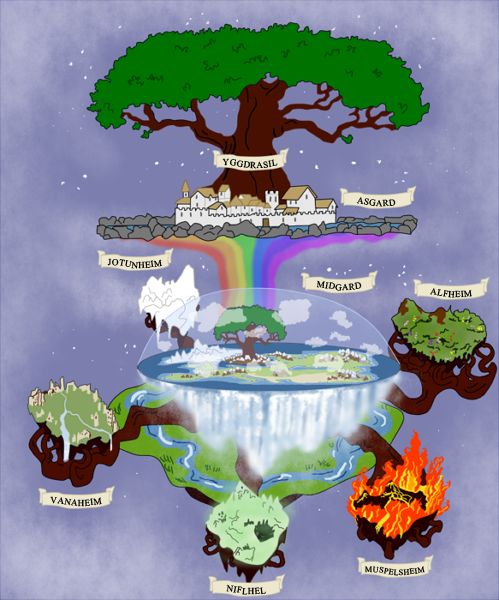 YGGDRASIL
ASGARD
JOTUNHEIM
MIDGARD
ALFHEIM
VANAHEIM
MUSPELSHEIM
NIFLHEL